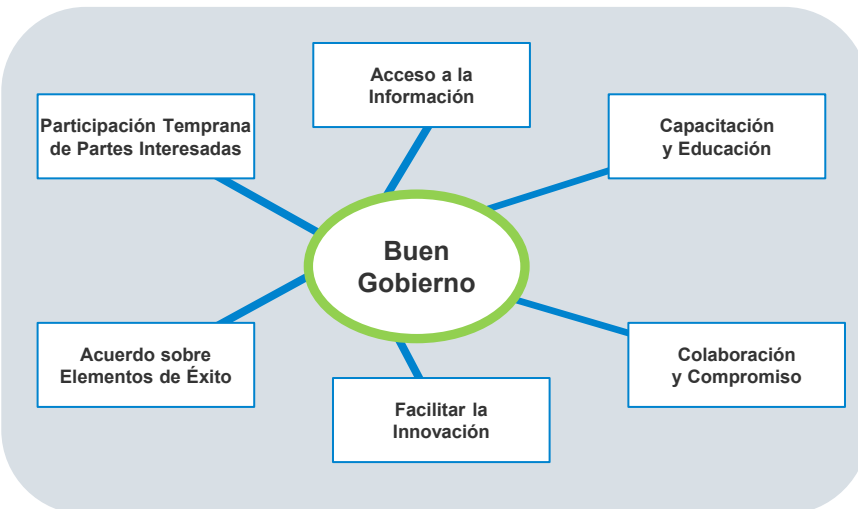 Acceso a la
Información
Participación Temprana
de Partes Interesadas
Capacitación
y Educación
Buen
Gobierno
Acuerdo sobre
Elementos de Éxito
Colaboración
y Compromiso
Facilitar la
Innovación